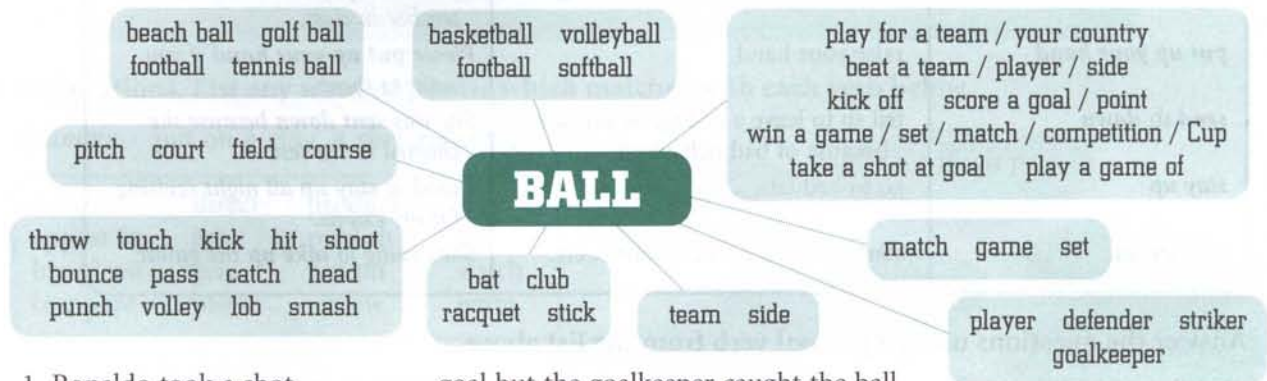 beach ball golf ball
football tennis ball
basketball volleyball
football softball
play for a team / your country
beat a team / player / side
kick off score a goal / point
win a game / set / match / competition / Cup
take a shot at goal play a game of
pitch court field course
BALL
throw touch kick hit shoot
bounce pass catch head
punch volley lob smash
bat club
racquet stick
team side
match game set
player defender striker
goalkeeper
1. Ronaldo took a shot goal but the goalkeeper caught the ball.